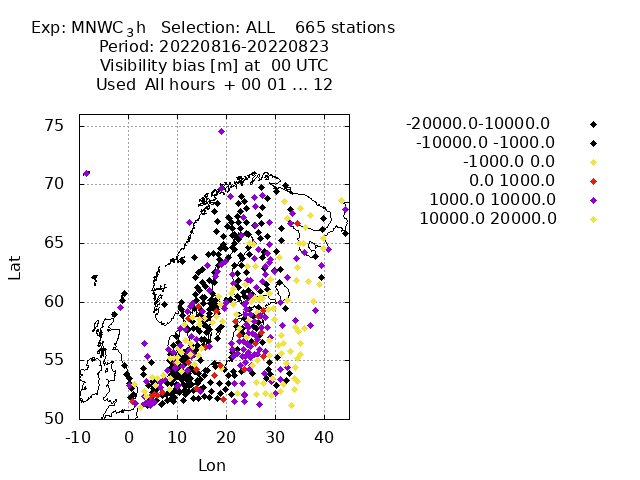 Exp: MNWC_3h Selection: ALL 665 stations
Period: 20220816-20220823
Visibility bias [m] at 00 UTC
Used All hours + 00 01 ... 12
-20000.0-10000.0
-10000.0 -1000.0
-1000.0 0.0
0.0 1000.0
1000.0 10000.0
10000.0 20000.0
75
70
65
60
55
50
Lat
-10 0 10 20 30 40
Lon